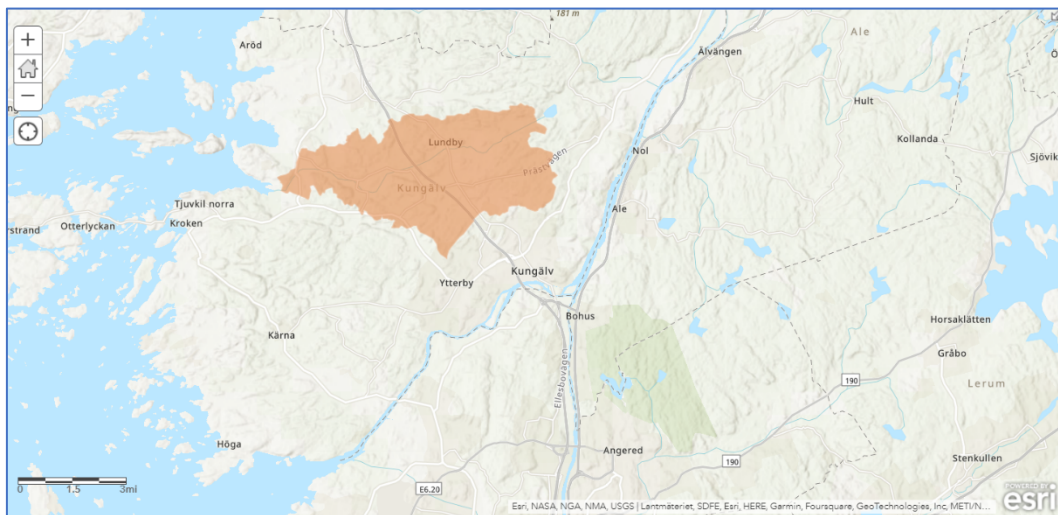 181 m
Ale
Aröd
Älvängen
Hult
Kollanda
Sjövik
Lundby
Nol
Prästvägen
Kungälv
Tjuvkil norra
Ale
Otterlyckan
Kroken
Kungälv
Ytterby
Bohus
Horsaklätten
Kärna
Gråbo
Ellesbovägen
190
Lerum
Höga
Angered
190
Stenkullen
E6.20
0 1.5 3mi
Esri, NASA, NGA, NMA, USGS | Lantmäteriet, SDFE, Esri, HERE, Garmin, Foursquare, GeoTechnologies, Inc, METI/N...
POWERED BY
esri